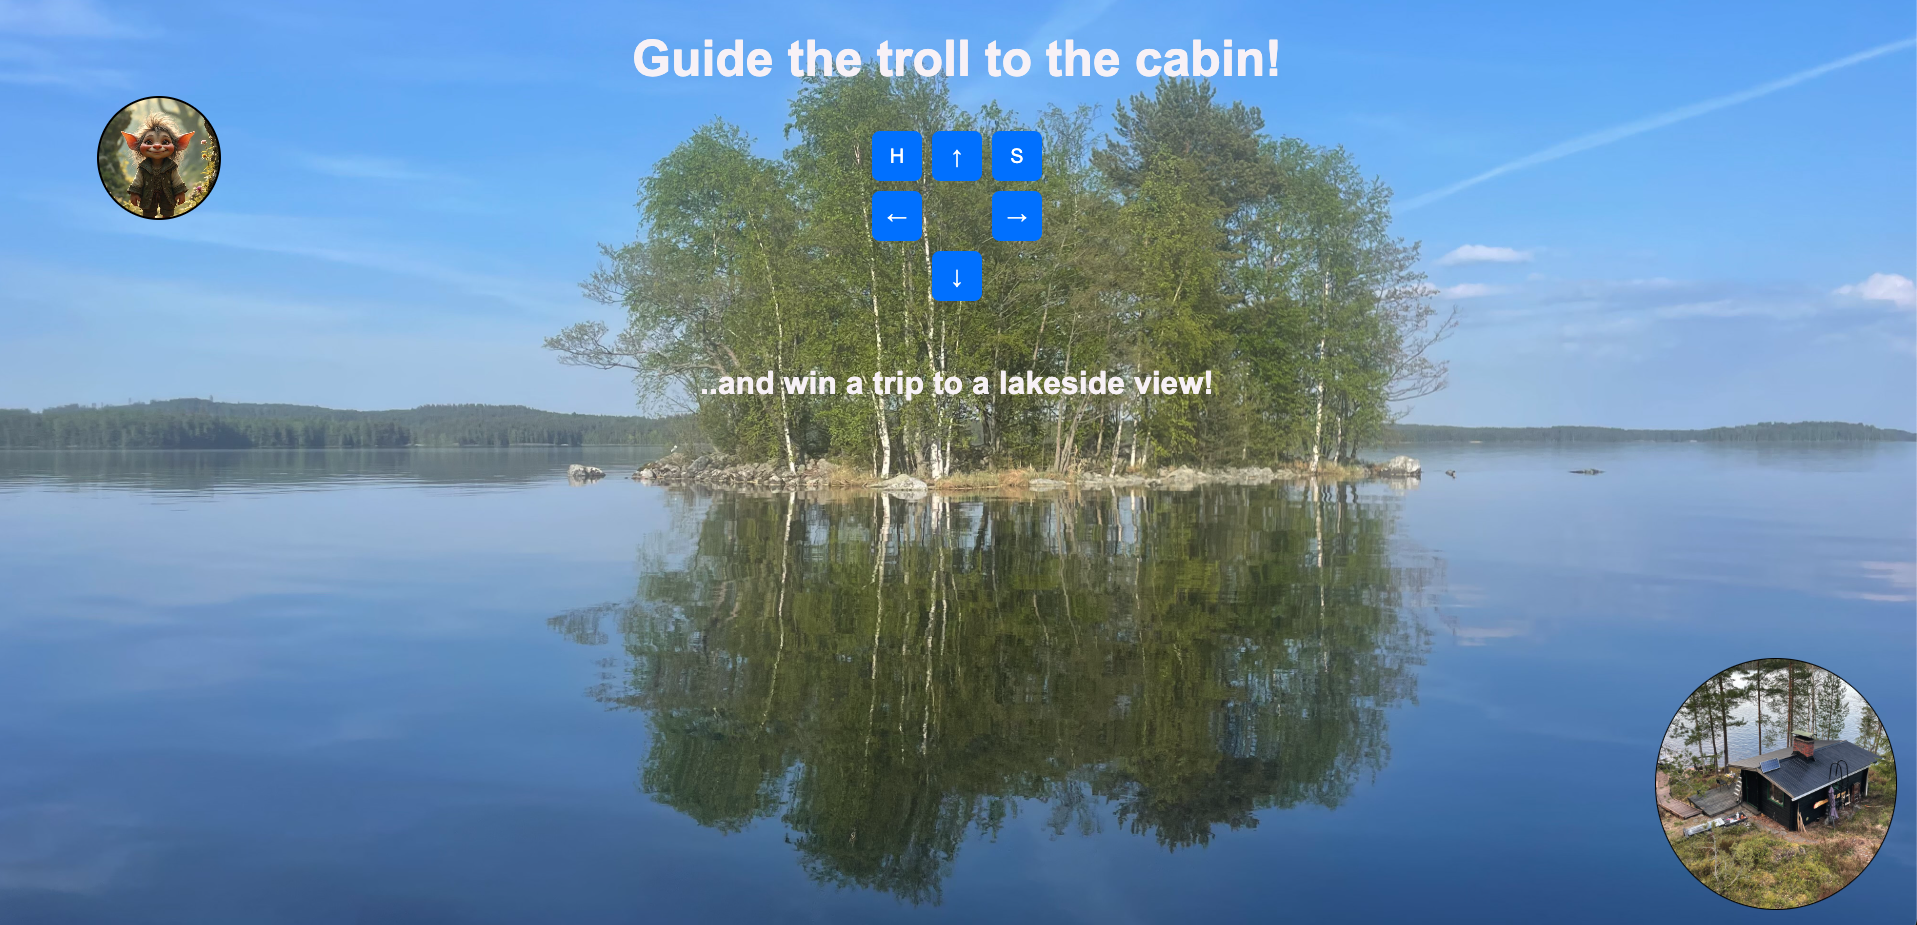 Guide the troll to the cabin!
H ↑ S
← →
↓
..and win a trip to a lakeside view!